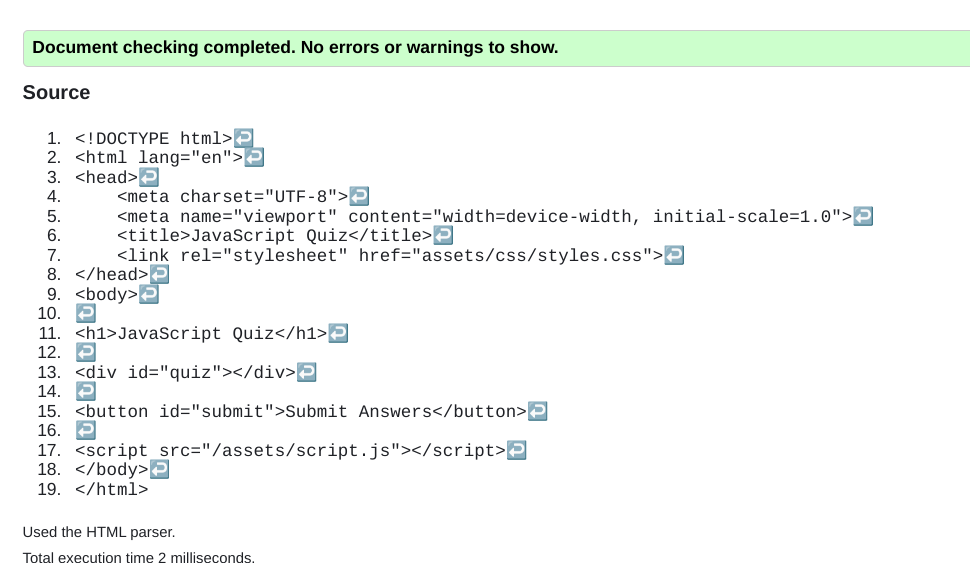 Document checking completed. No errors or warnings to show.
Source
1. <!DOCTYPE html>↩
2. <html lang="en">↩
3. <head>↩
4.     <meta charset="UTF-8">↩
5.     <meta name="viewport" content="width=device-width, initial-scale=1.0">↩
6.     <title>JavaScript Quiz</title>↩
7.     <link rel="stylesheet" href="assets/css/styles.css">↩
8. </head>↩
9. <body>↩
10. ↩
11. <h1>JavaScript Quiz</h1>↩
12. ↩
13. <div id="quiz"></div>↩
14. ↩
15. <button id="submit">Submit Answers</button>↩
16. ↩
17. <script src="/assets/script.js"></script>↩
18. </body>↩
19. </html>
Used the HTML parser.
Total execution time 2 milliseconds.